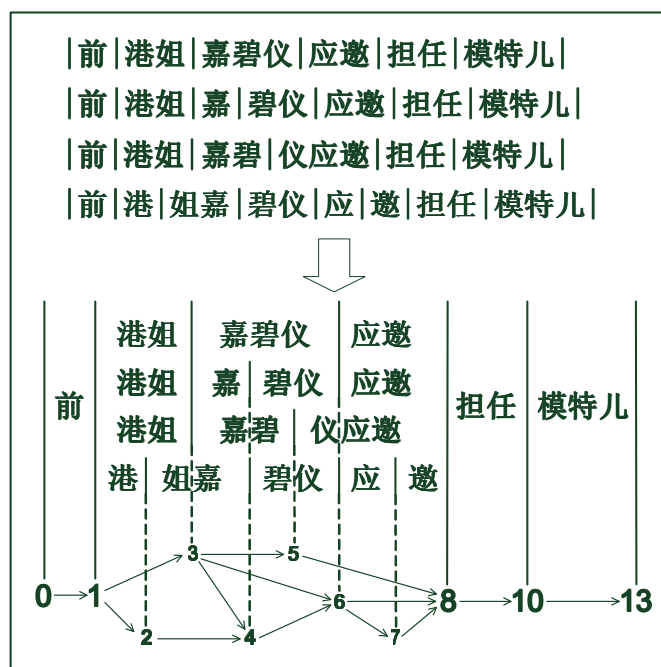 |前|港姐|嘉碧仪|应邀|担任|模特儿|
|前|港姐|嘉|碧仪|应邀|担任|模特儿|
|前|港姐|嘉碧|仪应邀|担任|模特儿|
|前|港|姐嘉|碧仪|应|邀|担任|模特儿|
港姐 嘉碧仪 应邀
港姐 嘉 碧仪 应邀
前 担任 模特儿
港姐 嘉碧 仪应邀
港 姐嘉 碧仪 应 邀
3 5
0 1 6 8 10 13
2 4 7